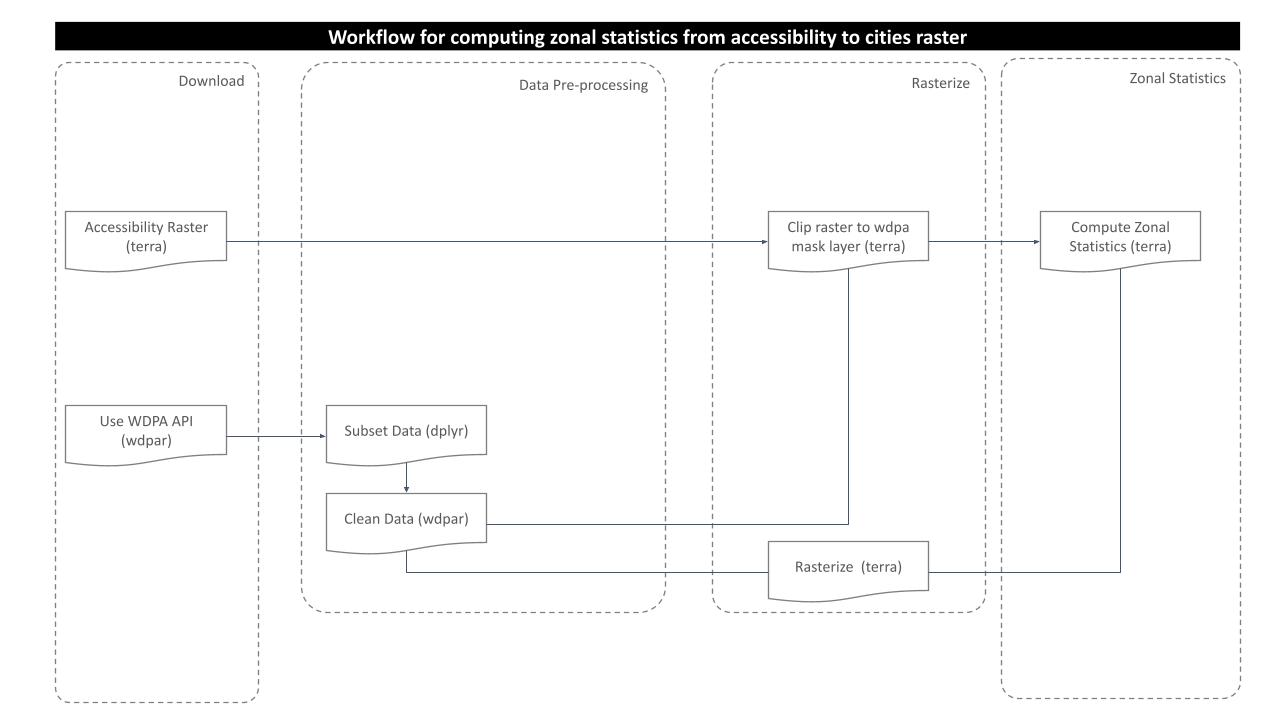 Workflow for computing zonal statistics from accessibility to cities raster
Download
Data Pre-processing
Rasterize
Zonal Statistics
Accessibility Raster
(terra)
Clip raster to wdpa
mask layer (terra)
Compute Zonal
Statistics (terra)
Use WDPA API
(wdpar)
Subset Data (dplyr)
Clean Data (wdpar)
Rasterize  (terra)